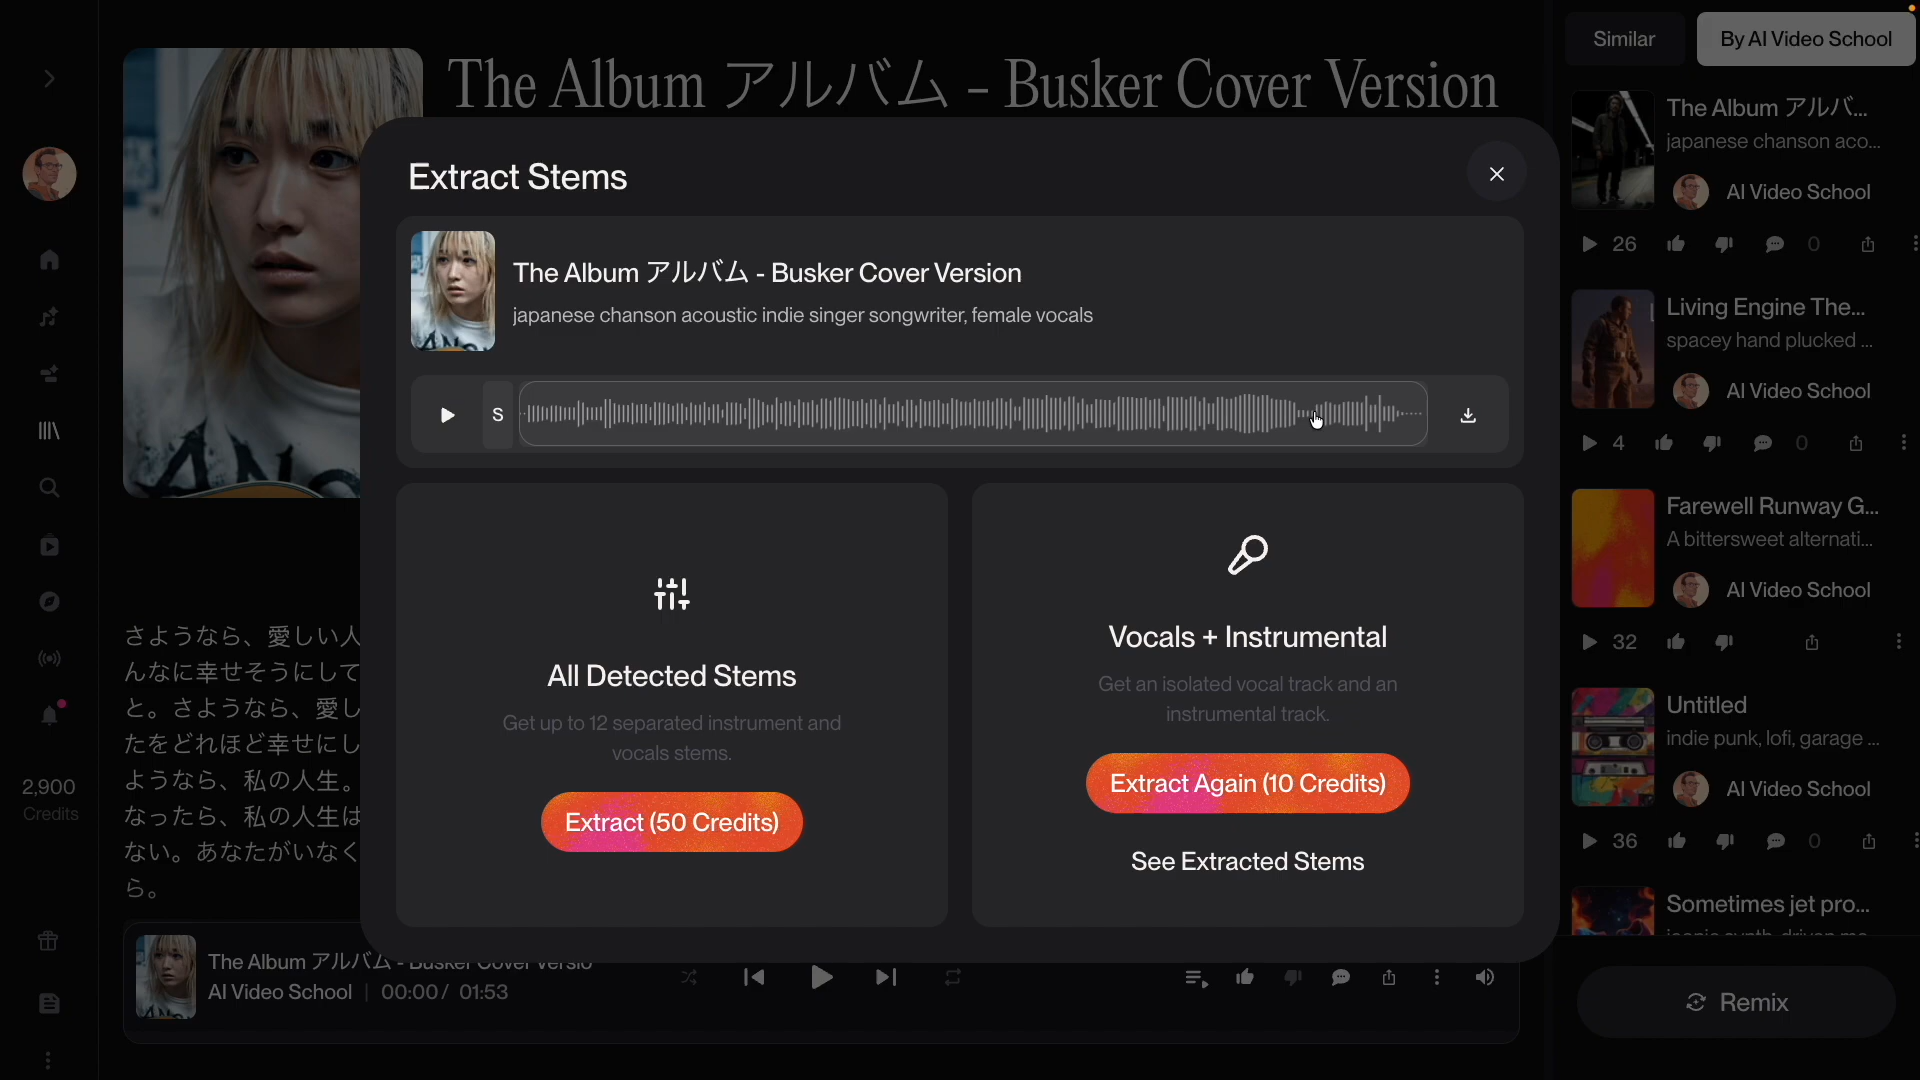 The Album アルバム - Busker Cover Version
Similar
By AI Video School
Extract Stems
The Album アルバム - Busker Cover Version
japanese chanson acoustic indie singer songwriter, female vocals
S
All Detected Stems
Get up to 12 separated instrument and
vocals stems.
Extract (50 Credits)
Vocals + Instrumental
Get an isolated vocal track and an
instrumental track.
Extract Again (10 Credits)
See Extracted Stems
The Album アルバ...
japanese chanson aco...
AI Video School
26
0
Living Engine The...
spacey hand plucked ...
AI Video School
4
0
Farewell Runway G...
A bittersweet alternati...
AI Video School
32
Untitled
indie punk, lofi, garage ...
AI Video School
36
0
Sometimes jet pro...
Remix
2,900
Credits
さようなら、愛しい人
んなに幸せそうにして
と。さようなら、愛し
たをどれほど幸せにし
ようなら、私の人生。
なったら、私の人生は
ない。あなたがいなく
ら。
The Album アルバム - Busker Cover Versio
AI Video School | 00:00 / 01:53